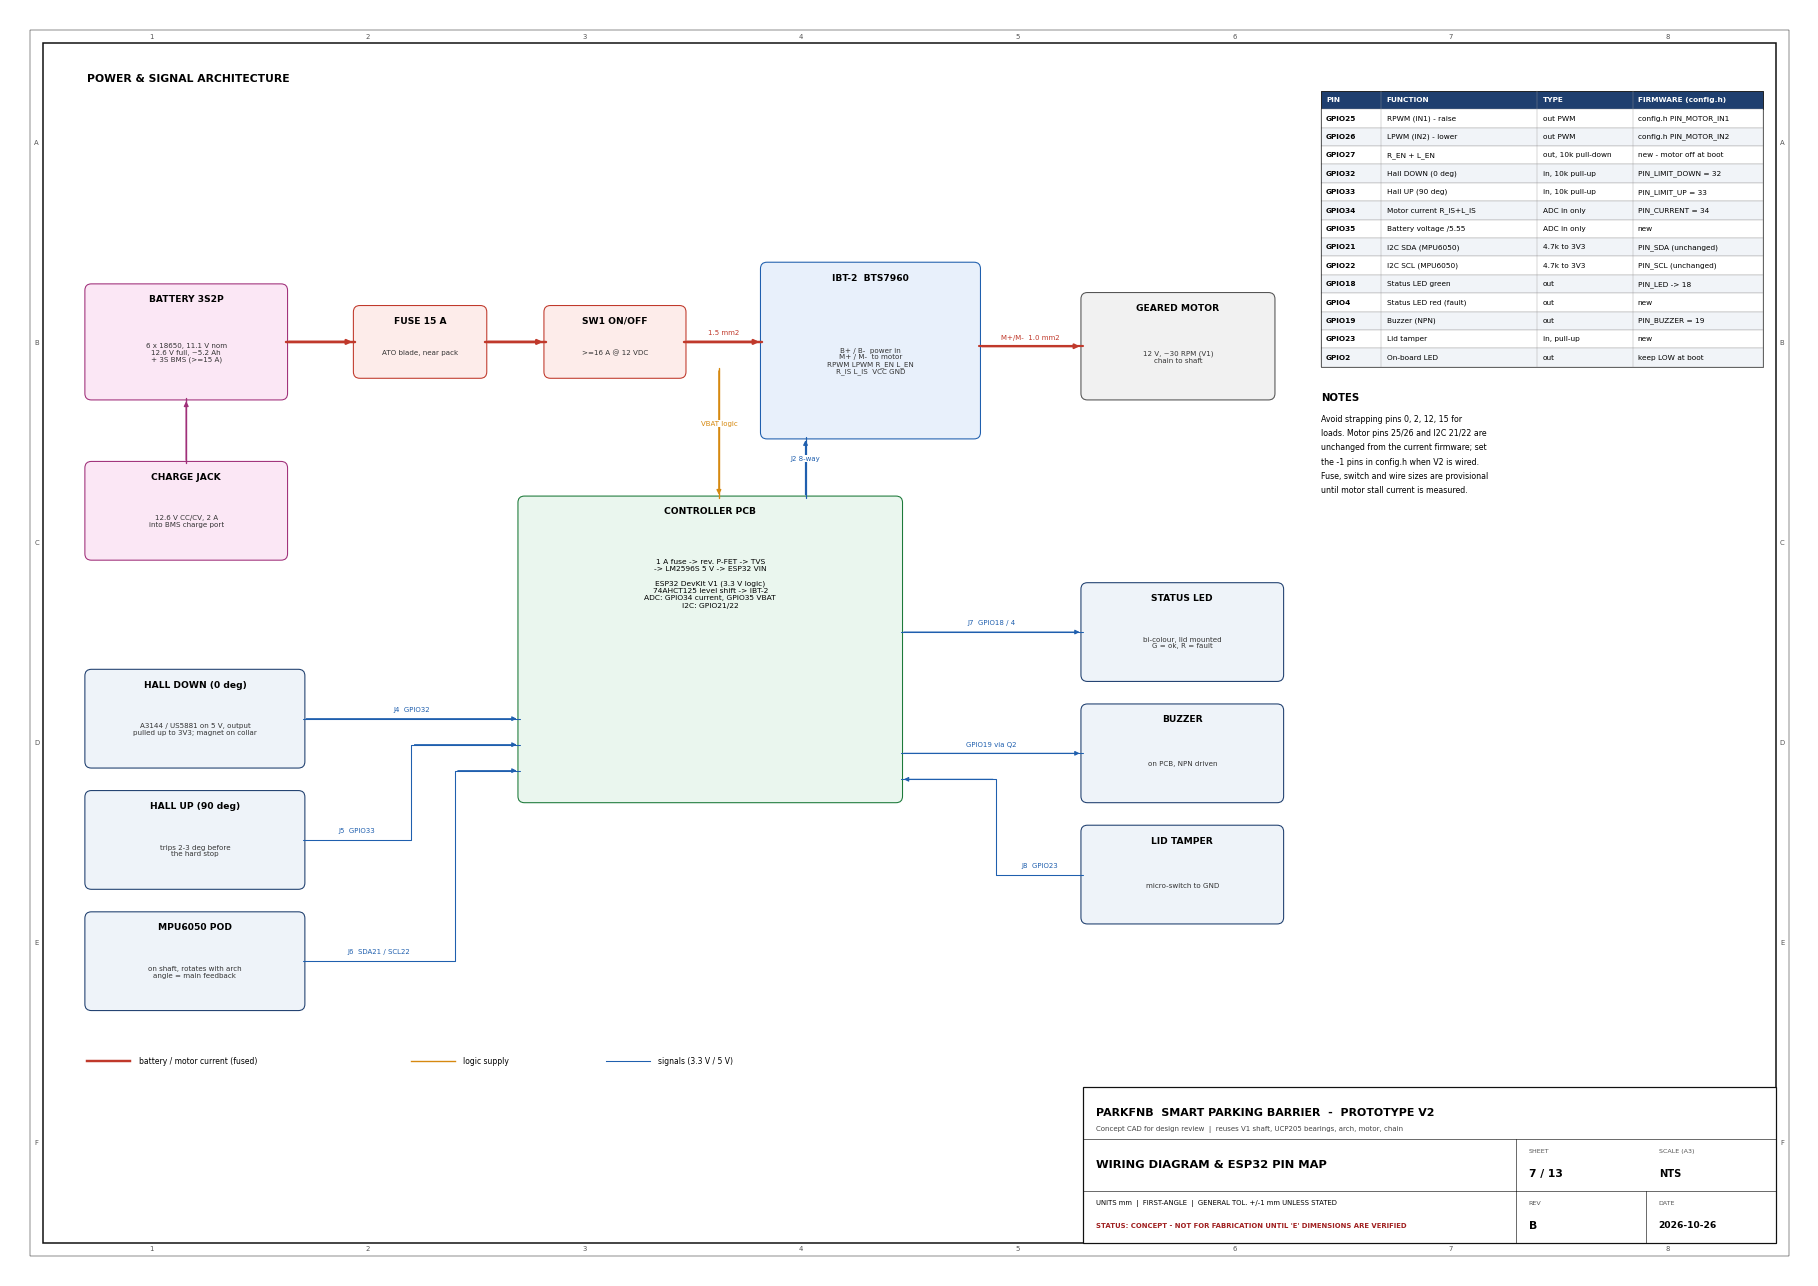 1 2 3 4 5 6 7 8
POWER & SIGNAL ARCHITECTURE
A
B
C
D
E
F
BATTERY 3S2P
6 x 18650, 11.1 V nom
12.6 V full, ~5.2 Ah
+ 3S BMS (>=15 A)
FUSE 15 A
ATO blade, near pack
SW1 ON/OFF
>=16 A @ 12 VDC
1.5 mm2
IBT-2 BTS7960
B+ / B- power in
M+ / M- to motor
RPWM LPWM R_EN L_EN
R_IS L_IS VCC GND
M+/M- 1.0 mm2
GEARED MOTOR
12 V, ~30 RPM (V1)
chain to shaft
VBAT logic
J2 8-way
CHARGE JACK
12.6 V CC/CV, 2 A
into BMS charge port
CONTROLLER PCB
1 A fuse -> rev. P-FET -> TVS
-> LM2596S 5 V -> ESP32 VIN
ESP32 DevKit V1 (3.3 V logic)
74AHCT125 level shift -> IBT-2
ADC: GPIO34 current, GPIO35 VBAT
I2C: GPIO21/22
HALL DOWN (0 deg)
A3144 / US5881 on 5 V, output
pulled up to 3V3; magnet on collar
J4 GPIO32
HALL UP (90 deg)
trips 2-3 deg before
the hard stop
J5 GPIO33
MPU6050 POD
on shaft, rotates with arch
angle = main feedback
J6 SDA21 / SCL22
J7 GPIO18 / 4
STATUS LED
bi-colour, lid mounted
G = ok, R = fault
GPIO19 via Q2
BUZZER
on PCB, NPN driven
J8 GPIO23
LID TAMPER
micro-switch to GND
battery / motor current (fused)
logic supply
signals (3.3 V / 5 V)
PIN FUNCTION TYPE FIRMWARE (config.h)
GPIO25 RPWM (IN1) - raise out PWM config.h PIN_MOTOR_IN1
GPIO26 LPWM (IN2) - lower out PWM config.h PIN_MOTOR_IN2
GPIO27 R_EN + L_EN out, 10k pull-down new - motor off at boot
GPIO32 Hall DOWN (0 deg) in, 10k pull-up PIN_LIMIT_DOWN = 32
GPIO33 Hall UP (90 deg) in, 10k pull-up PIN_LIMIT_UP = 33
GPIO34 Motor current R_IS+L_IS ADC in only PIN_CURRENT = 34
GPIO35 Battery voltage /5.55 ADC in only new
GPIO21 I2C SDA (MPU6050) 4.7k to 3V3 PIN_SDA (unchanged)
GPIO22 I2C SCL (MPU6050) 4.7k to 3V3 PIN_SCL (unchanged)
GPIO18 Status LED green out PIN_LED -> 18
GPIO4 Status LED red (fault) out new
GPIO19 Buzzer (NPN) out PIN_BUZZER = 19
GPIO23 Lid tamper in, pull-up new
GPIO2 On-board LED out keep LOW at boot
NOTES
Avoid strapping pins 0, 2, 12, 15 for
loads. Motor pins 25/26 and I2C 21/22 are
unchanged from the current firmware; set
the -1 pins in config.h when V2 is wired.
Fuse, switch and wire sizes are provisional
until motor stall current is measured.
A
B
C
D
E
F
PARKFNB SMART PARKING BARRIER - PROTOTYPE V2
Concept CAD for design review | reuses V1 shaft, UCP205 bearings, arch, motor, chain
WIRING DIAGRAM & ESP32 PIN MAP
SHEET
7 / 13
SCALE (A3)
NTS
UNITS mm | FIRST-ANGLE | GENERAL TOL. +/-1 mm UNLESS STATED
STATUS: CONCEPT - NOT FOR FABRICATION UNTIL 'E' DIMENSIONS ARE VERIFIED
REV
B
DATE
2026-10-26
1 2 3 4 5 6 7 8